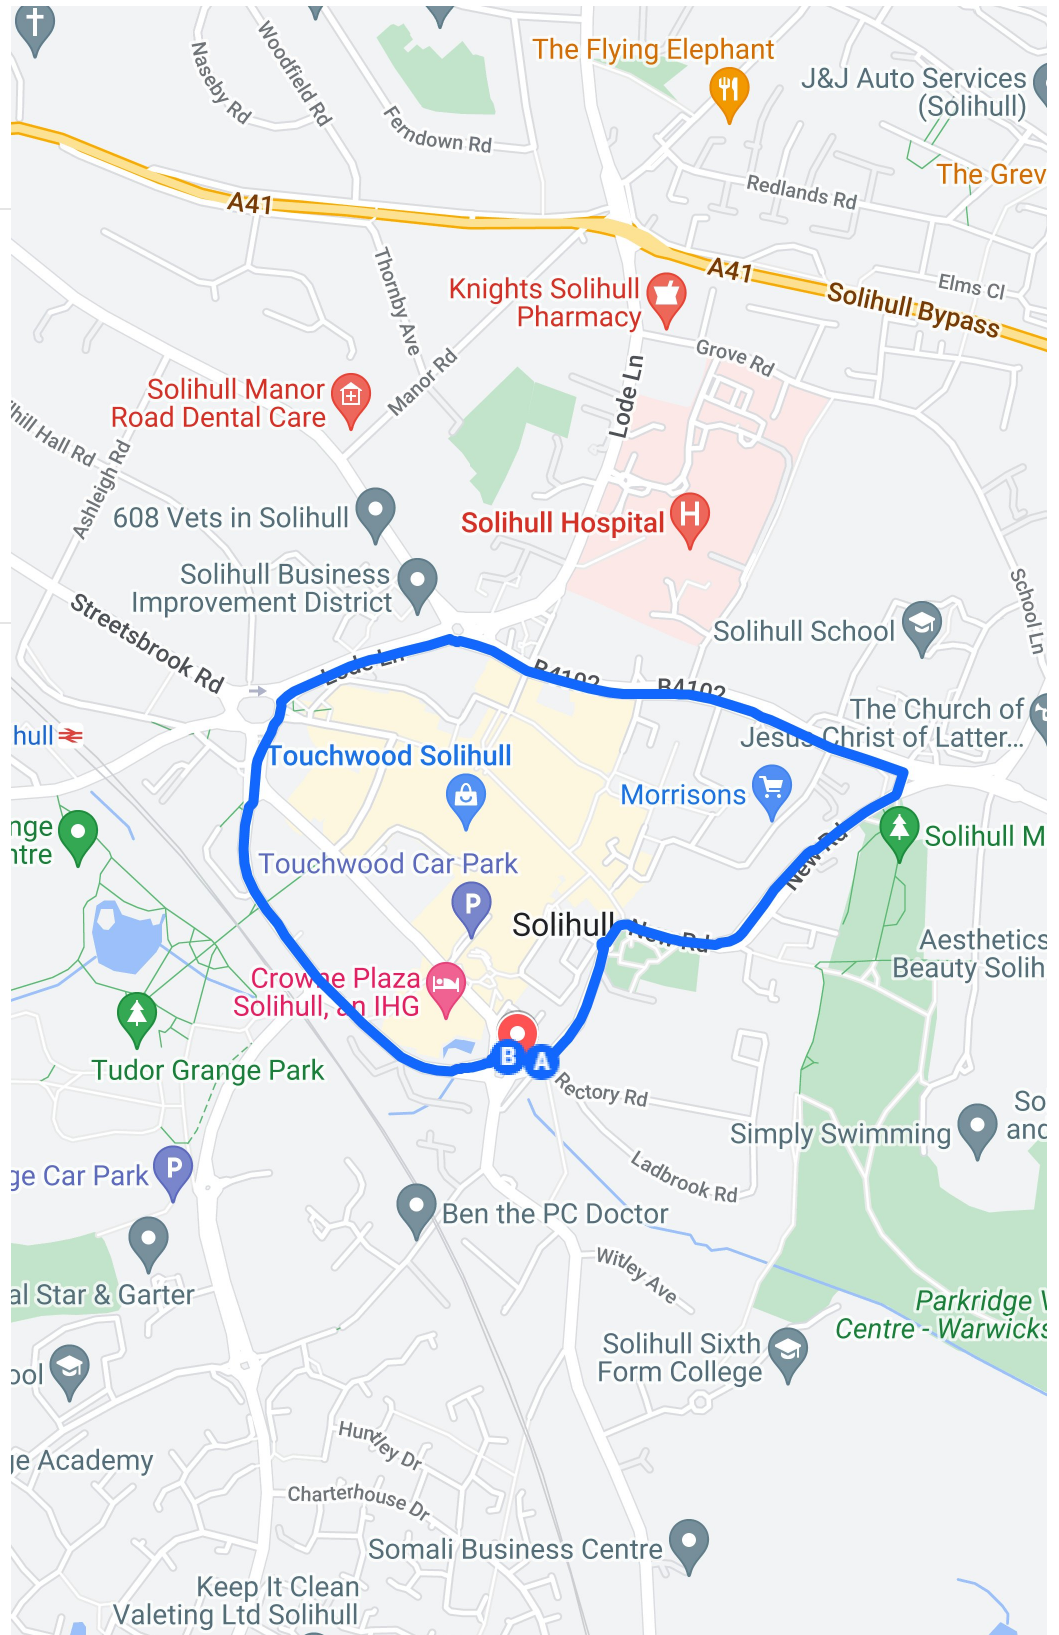 The Flying Elephant
J&J Auto Services
(Solihull)
Naseby Rd
Woodfield Rd
Ferndown Rd
The Grev
Redlands Rd
A41
A41
Solihull Bypass
Elms Cl
Thornby Ave
Knights Solihull
Pharmacy
Grove Rd
Lode Ln
Manor Rd
Solihull Manor
Road Dental Care
lhill Hall Rd
Ashleigh Rd
608 Vets in Solihull
Solihull Hospital
H
Solihull Business
Improvement District
School Ln
Streetsbrook Rd
Solihull School
Lode Ln
B4102
B4102
The Church of
Jesus Christ of Latter...
hull
Touchwood Solihull
Morrisons
nge
ntre
Solihull M
New Rd
Touchwood Car Park
P
Solihull
New Rd
Aesthetics
Beauty Solih
Crowne Plaza
Solihull, an IHG
Tudor Grange Park
B
A
Rectory Rd
So
and
Simply Swimming
ge Car Park
P
Ladbrook Rd
Ben the PC Doctor
Witley Ave
al Star & Garter
Parkridge V
Centre - Warwicks
Solihull Sixth
Form College
ool
Huntley Dr
ge Academy
Charterhouse Dr
Somali Business Centre
Keep It Clean
Valeting Ltd Solihull